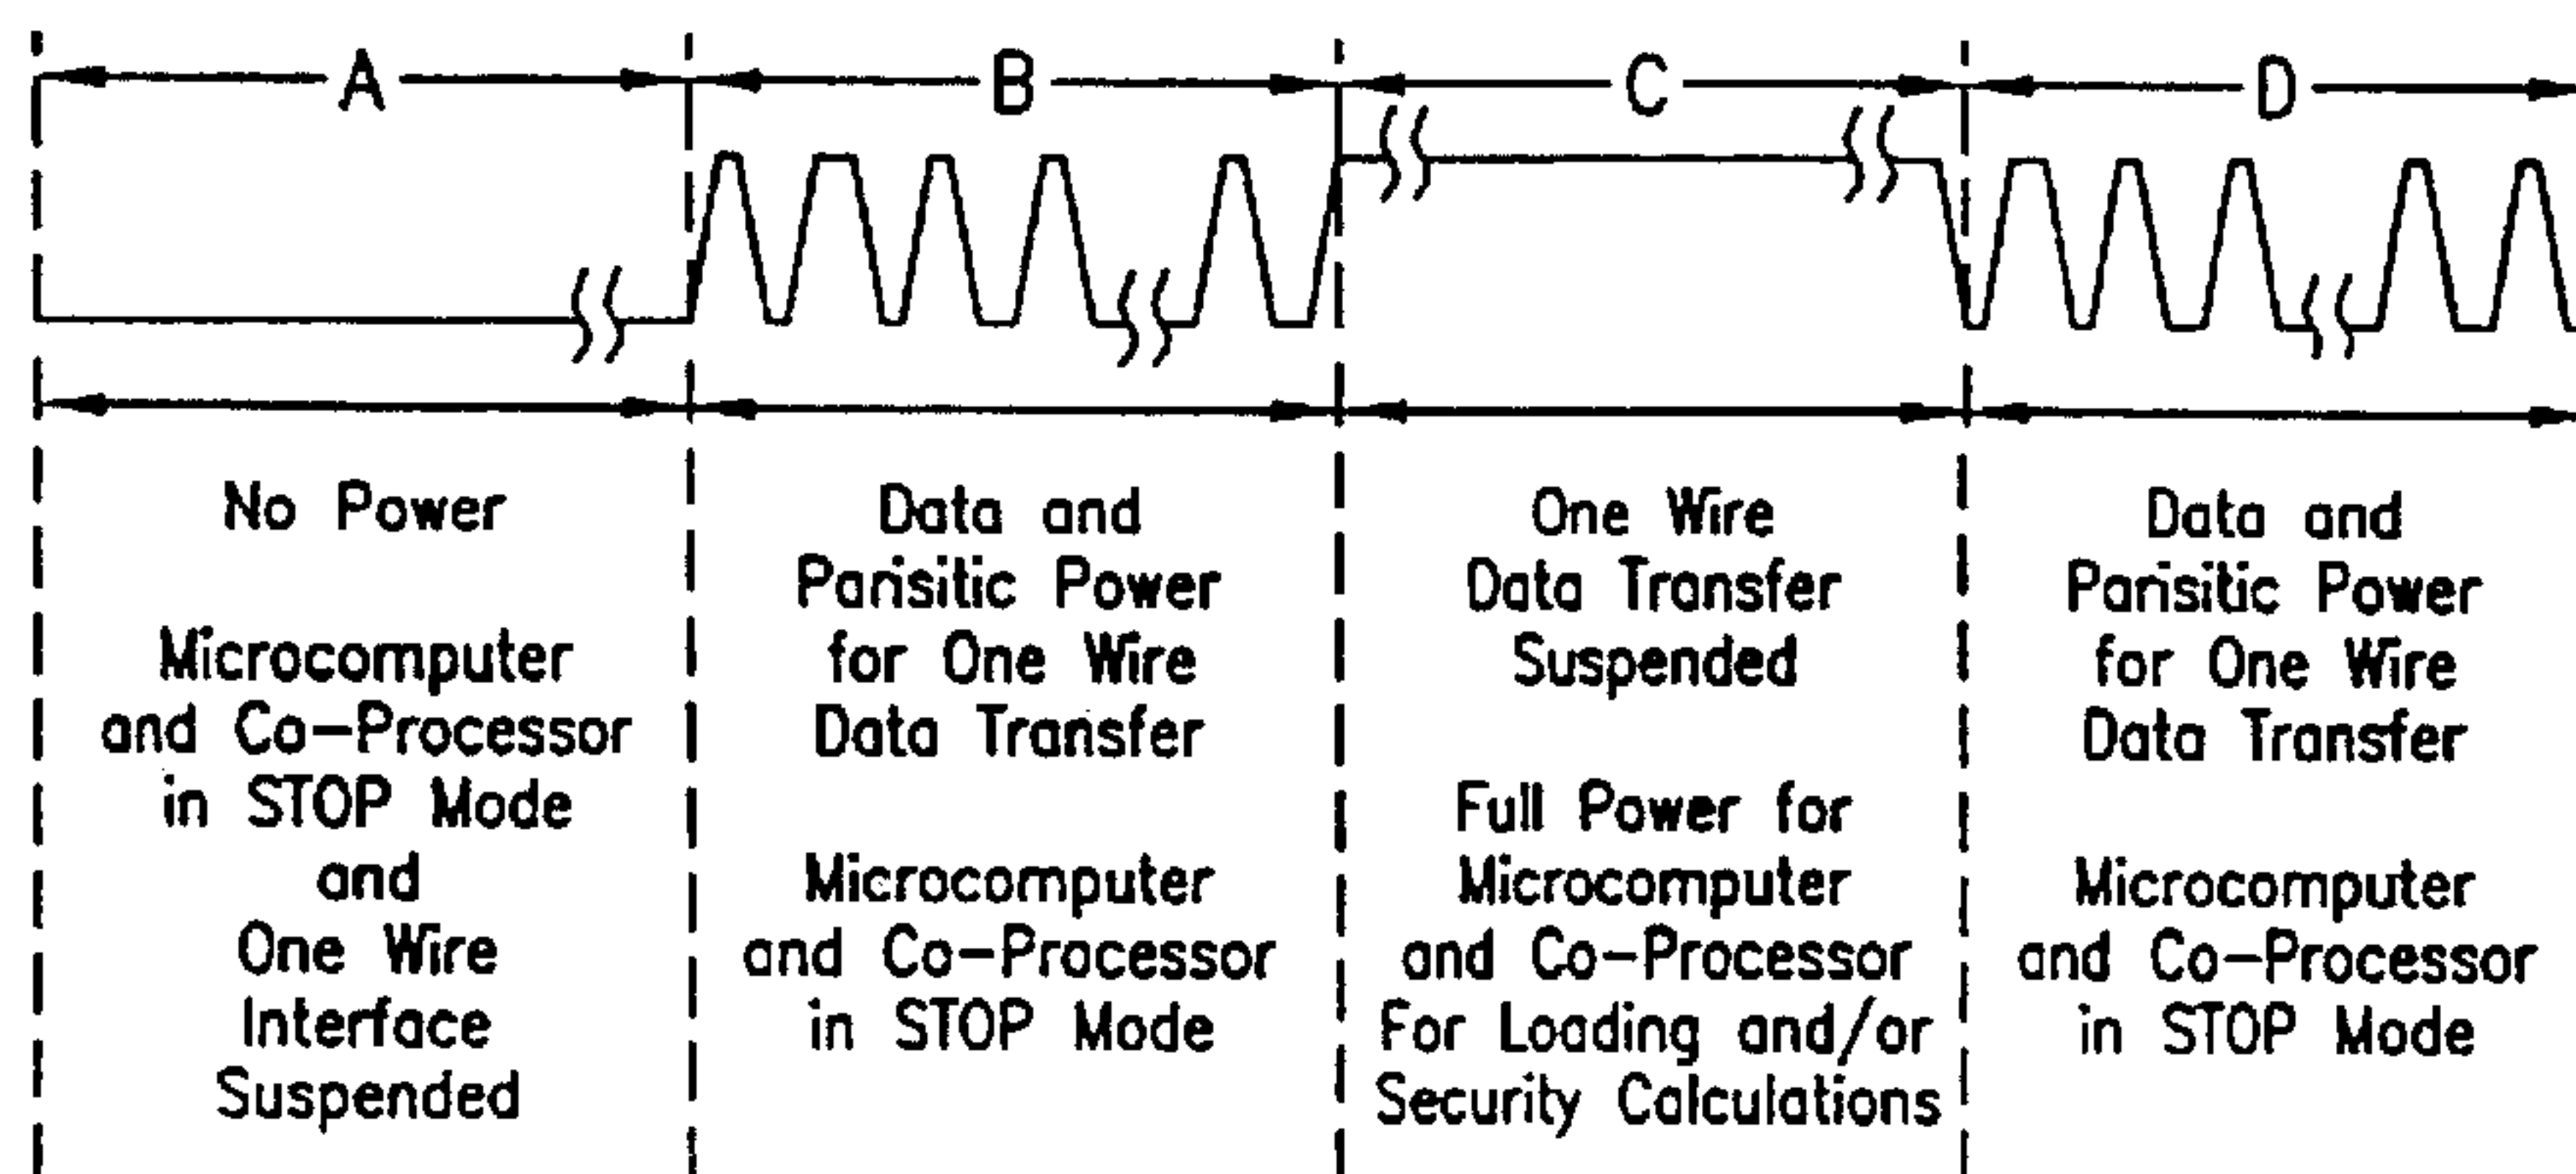 A
B
C
D
No Power
Microcomputer
and Co-Processor
in STOP Mode
and
One Wire
Interface
Suspended
Data and
Parisitic Power
for One Wire
Data Transfer
Microcomputer
and Co-Processor
in STOP Mode
One Wire
Data Transfer
Suspended
Full Power for
Microcomputer
and Co-Processor
For Loading and/or
Security Calculations
Data and
Parisitic Power
for One Wire
Data Transfer
Microcomputer
and Co-Processor
in STOP Mode